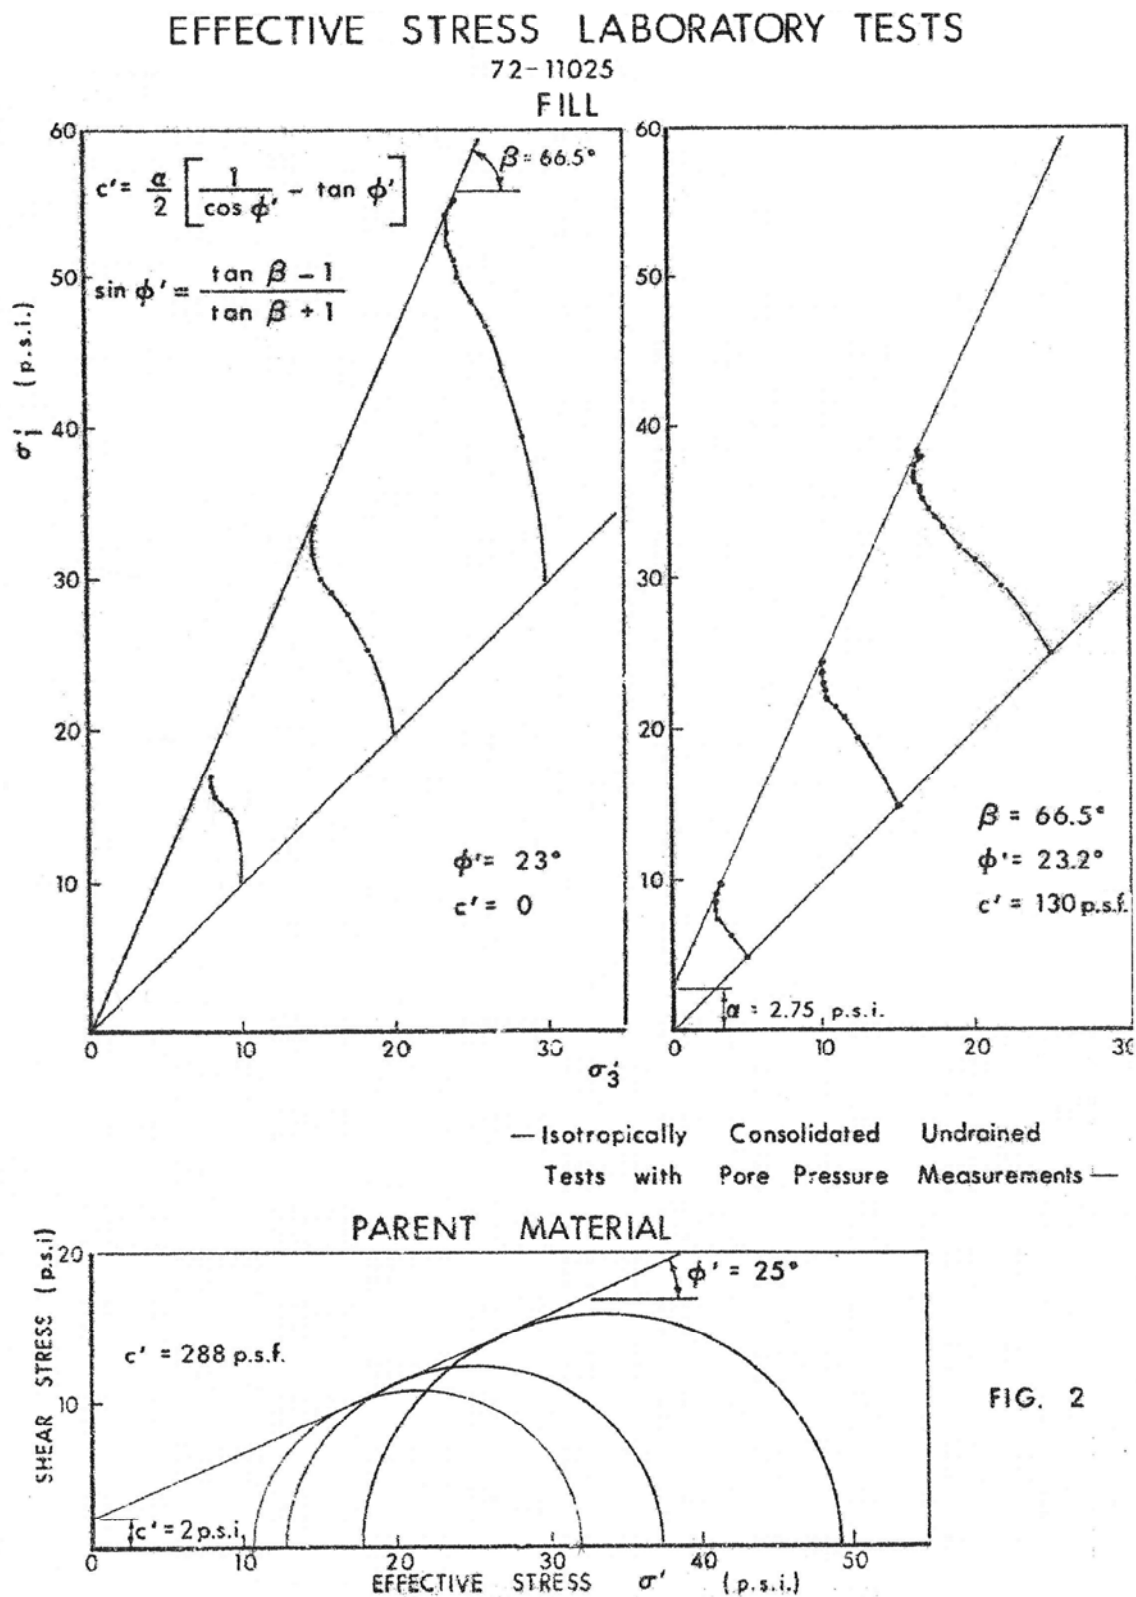 EFFECTIVE STRESS LABORATORY TESTS
72-11025
FILL
60
50
40
30
20
10
σ'1 (p.s.i.)
c' = α/2 [ 1/cos φ' - tan φ' ]
sin φ' = tan β - 1 / tan β + 1
β = 66.5°
φ' = 23°
c' = 0
0 10 20 30
60
50
40
30
20
10
β = 66.5°
φ' = 23.2°
c' = 130 p.s.f.
α = 2.75 p.s.i.
0 10 20 30
σ'3
— Isotropically Consolidated Undrained
Tests with Pore Pressure Measurements —
PARENT MATERIAL
SHEAR STRESS (p.s.i)
20
10
φ' = 25°
c' = 288 p.s.f.
c' = 2 p.s.i.
0 10 20 30 40 50
EFFECTIVE STRESS σ' (p.s.i.)
FIG. 2